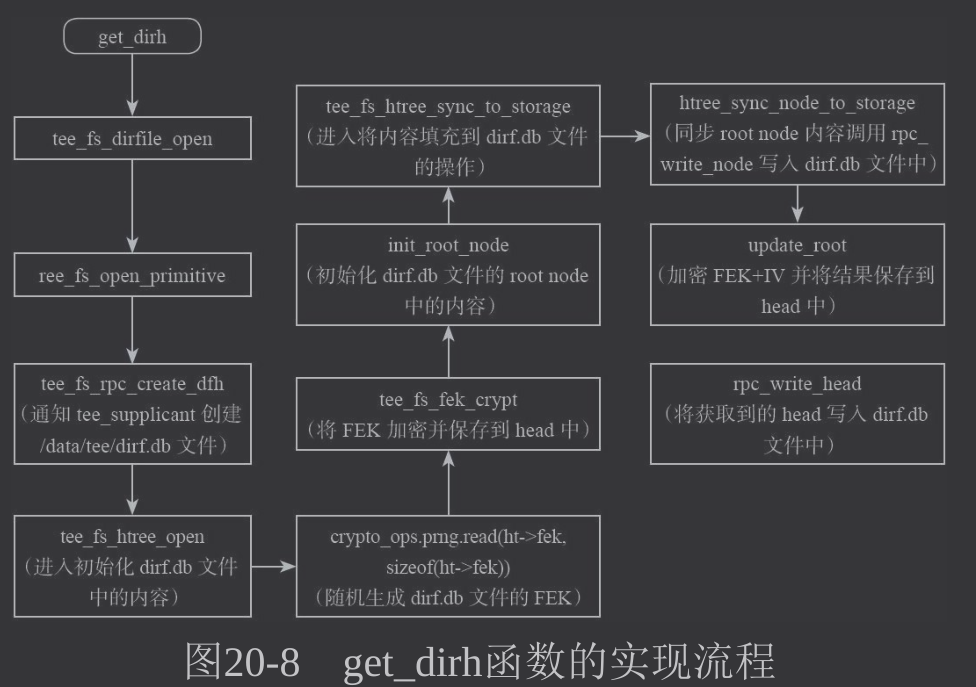 get_dirh
tee_fs_dirfile_open
ree_fs_open_primitive
tee_fs_rpc_create_dfh
（通知 tee_supplicant 创建
/data/tee/dirf.db 文件）
tee_fs_htree_open
（进入初始化 dirf.db 文件
中的内容）
crypto_ops.prng.read(ht->fek,
sizeof(ht->fek))
（随机生成 dirf.db 文件的 FEK）
tee_fs_fek_crypt
（将 FEK 加密并保存到 head 中）
init_root_node
（初始化 dirf.db 文件的 root node
中的内容）
tee_fs_htree_sync_to_storage
（进入将内容填充到 dirf.db 文件
的操作）
htree_sync_node_to_storage
（同步 root node 内容调用 rpc_
write_node 写入 dirf.db 文件中）
update_root
（加密 FEK+IV 并将结果保存到
head 中）
rpc_write_head
（将获取到的 head 写入 dirf.db
文件中）
图20-8 get_dirh函数的实现流程